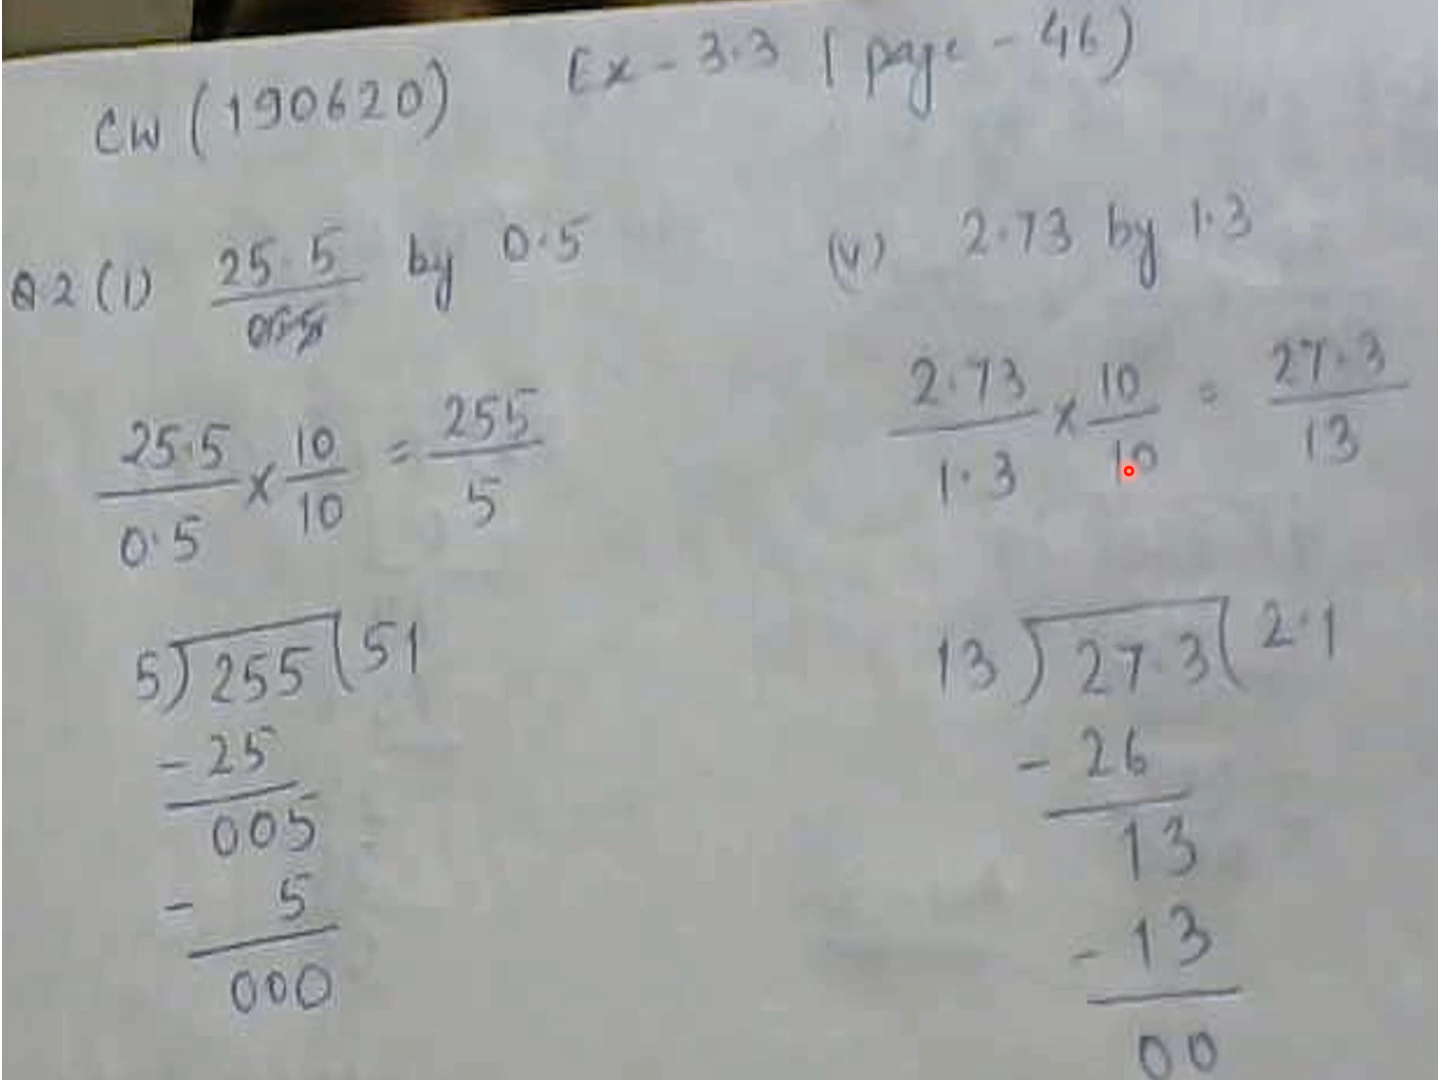 CW (190620) Ex - 3.3 ( page - 46)
Q.2 (1) 25.5 by 0.5
25.5/0.5 x 10/10 = 255/5
5) 255 ( 51
- 25
005
- 5
000
(v) 2.73 by 1.3
2.73/1.3 x 10/10 = 27.3/13
13 ) 27.3 ( 2.1
- 26
13
- 13
00